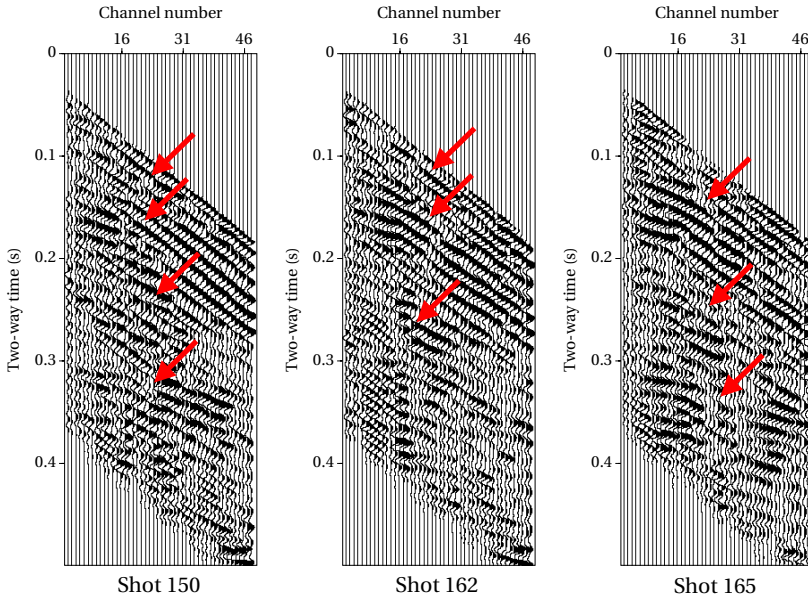 Channel number
16 31 46
0
0.1
0.2
0.3
0.4
Two-way time (s)
Shot 150
Channel number
16 31 46
0
0.1
0.2
0.3
0.4
Two-way time (s)
Shot 162
Channel number
16 31 46
0
0.1
0.2
0.3
0.4
Two-way time (s)
Shot 165